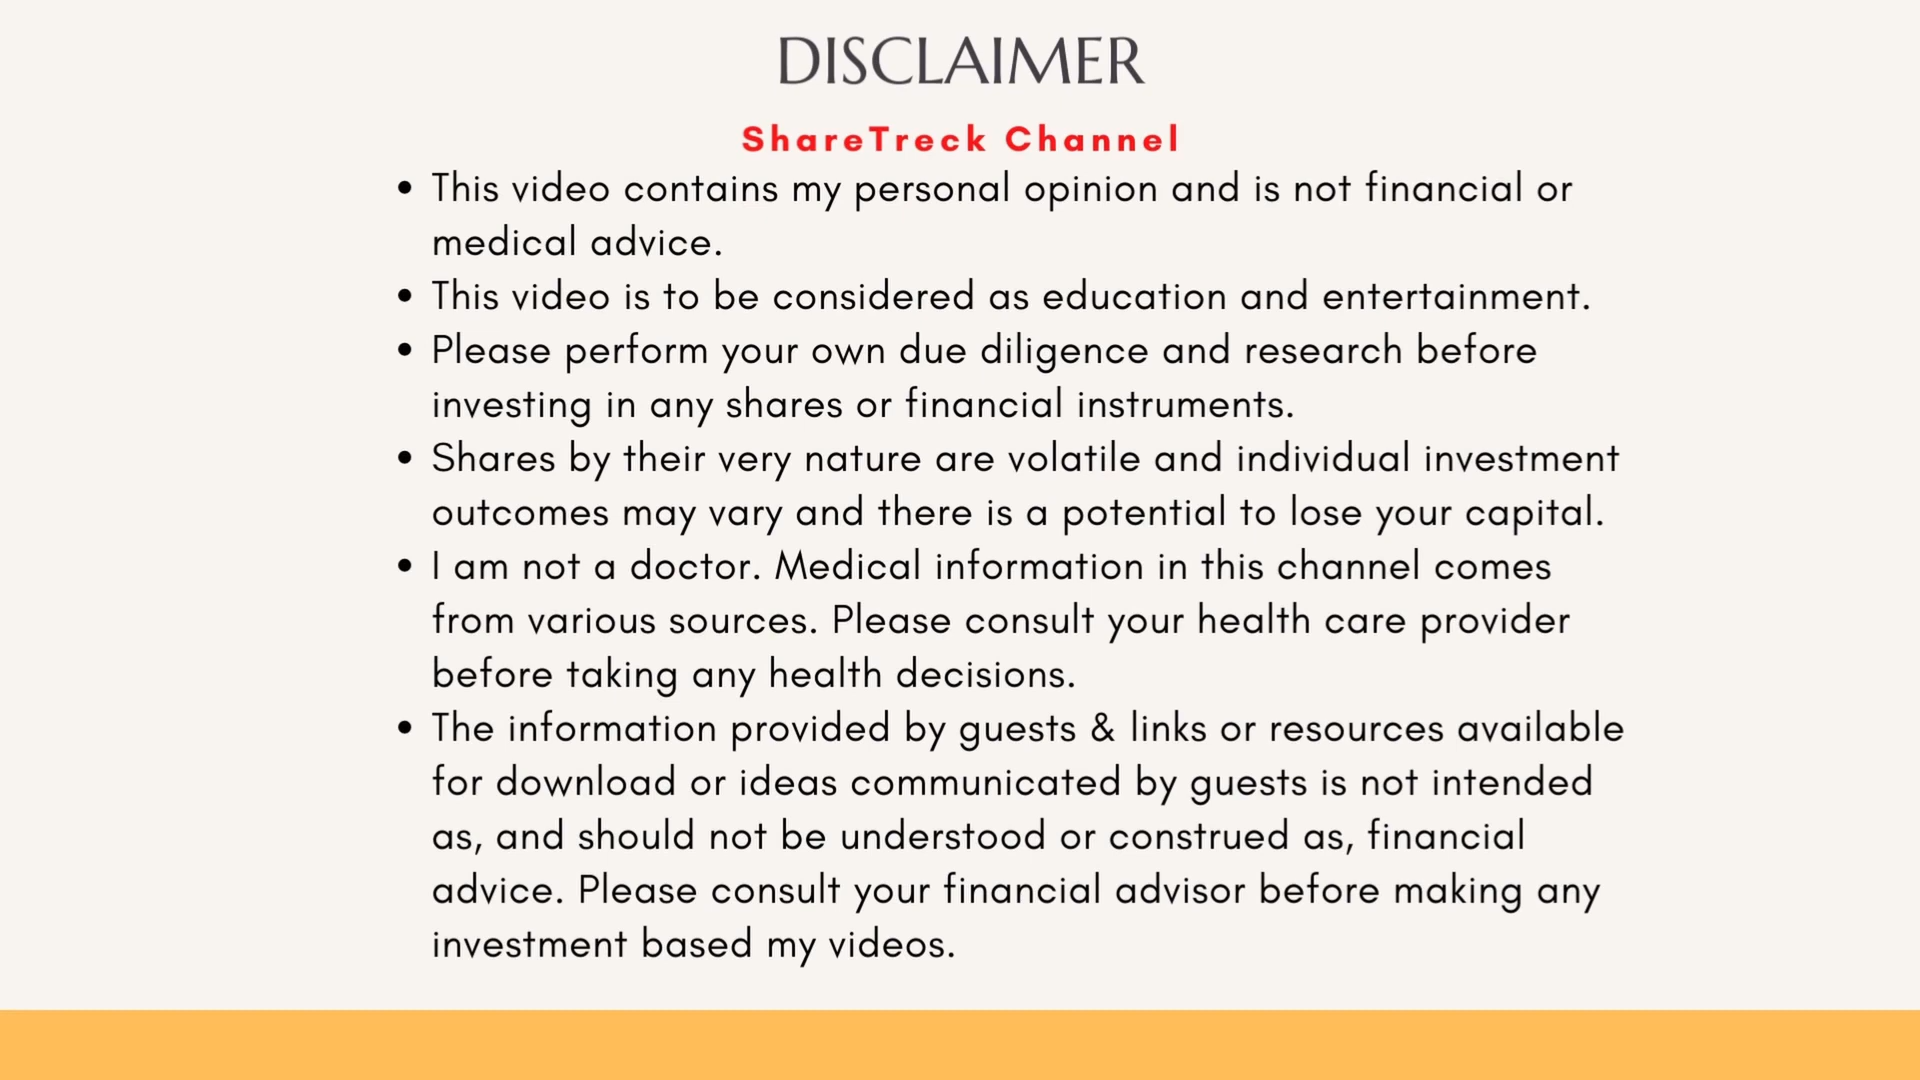 DISCLAIMER
ShareTreck Channel
• This video contains my personal opinion and is not financial or
medical advice.
• This video is to be considered as education and entertainment.
• Please perform your own due diligence and research before
investing in any shares or financial instruments.
• Shares by their very nature are volatile and individual investment
outcomes may vary and there is a potential to lose your capital.
• I am not a doctor. Medical information in this channel comes
from various sources. Please consult your health care provider
before taking any health decisions.
• The information provided by guests & links or resources available
for download or ideas communicated by guests is not intended
as, and should not be understood or construed as, financial
advice. Please consult your financial advisor before making any
investment based my videos.